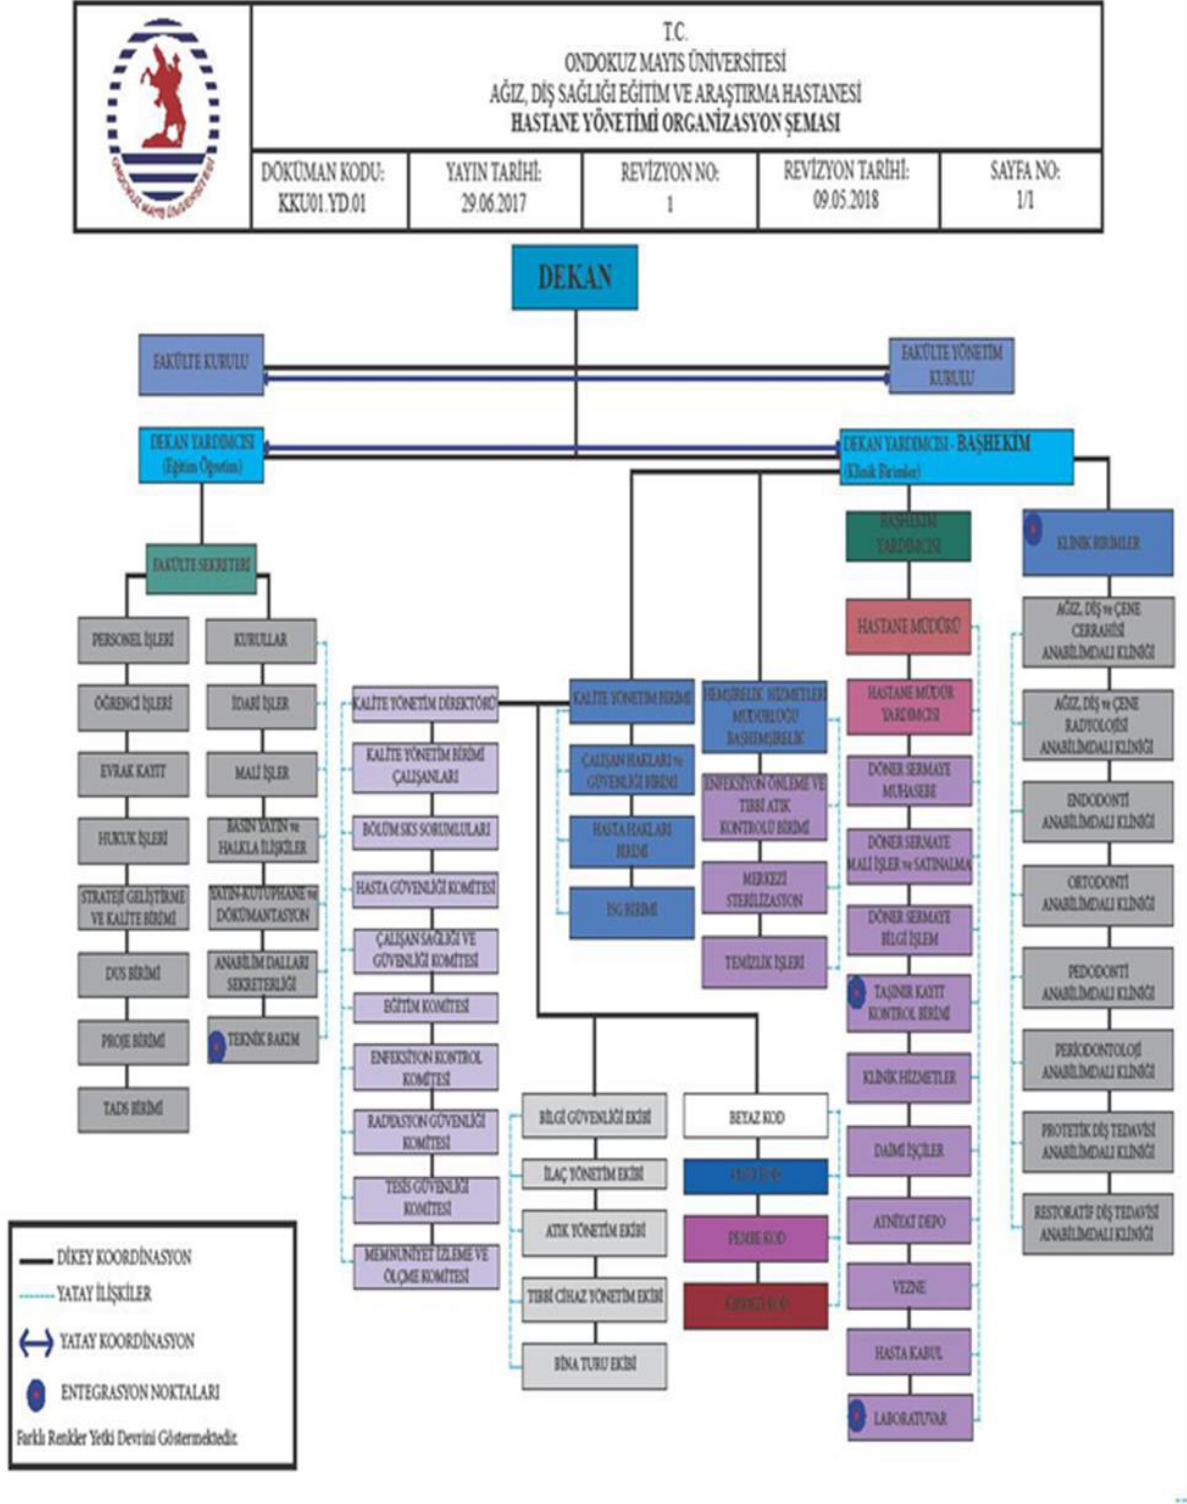 T.C.
ONDOKUZ MAYIS ÜNİVERSİTESİ
AĞIZ, DİŞ SAĞLIĞI EĞİTİM VE ARAŞTIRMA HASTANESİ
HASTANE YÖNETİMİ ORGANİZASYON ŞEMASI
ONDOKUZ MAYIS ÜNİVERSİTESİ
DÖKÜMAN KODU:
KKU01.YD.01
YAYIN TARİHİ:
29.06.2017
REVİZYON NO:
1
REVİZYON TARİHİ:
09.05.2018
SAYFA NO:
1/1
DEKAN
FAKÜLTE KURULU
FAKÜLTE YÖNETİM
KURULU
DEKAN YARDIMCISI
(Eğitim Öğretim)
DEKAN YARDIMCISI - BAŞHEKİM
(Klinik Birimler)
FAKÜLTE SEKRETERİ
PERSONEL İŞLERİ
ÖĞRENCİ İŞLERİ
EVRAK KAYIT
HUKUK İŞLERİ
STRATEJİ GELİŞTİRME
VE KALİTE BİRİMİ
DUS BİRİMİ
PROJE BİRİMİ
TADS BİRİMİ
KURULLAR
İDARİ İŞLER
MALİ İŞLER
BASIN YAYIN ve
HALKLA İLİŞKİLER
YAYIN-KUTUPHANE ve
DÖKÜMANTASYON
ANABİLİM DALLARI
SEKRETERLİĞİ
TEKNİK BAKIM
KALİTE YÖNETİM DİREKTÖRÜ
KALİTE YÖNETİM BİRİMİ
ÇALIŞANLARI
BÖLÜM SKS SORUMLULARI
HASTA GÜVENLİĞİ KOMİTESİ
ÇALIŞAN SAĞLIĞI VE
GÜVENLİĞİ KOMİTESİ
EĞİTİM KOMİTESİ
ENFEKSİYON KONTROL
KOMİTESİ
RADYASYON GÜVENLİĞİ
KOMİTESİ
TESİS GÜVENLİĞİ
KOMİTESİ
MEMNUNİYET İZLEME VE
ÖLÇME KOMİTESİ
KALİTE YÖNETİM BİRİMİ
ÇALIŞAN HAKLARI ve
GÜVENLİĞİ BİRİMİ
HASTA HAKLARI
BİRİMİ
İSG BİRİMİ
HEMŞİRELİK HİZMETLERİ
MÜDÜRLÜĞÜ
BAŞHEMŞİRELİK
ENFEKSİYON ÖNLEME VE
TIBBİ ATIK
KONTROLÜ BİRİMİ
MERKEZİ
STERİLİZASYON
TEMİZLİK İŞLERİ
BİLGİ GÜVENLİĞİ EKİBİ
İLAÇ YÖNETİM EKİBİ
ATIK YÖNETİM EKİBİ
TIBBİ CİHAZ YÖNETİM EKİBİ
BİNA TURU EKİBİ
BEYAZ KOD
MAVİ KOD
PEMBE KOD
KIRMIZI KOD
BAŞHEKİM
YARDIMCISI
HASTANE MÜDÜRÜ
HASTANE MÜDÜR
YARDIMCISI
DÖNER SERMAYE
MUHASEBE
DÖNER SERMAYE
MALİ İŞLER ve SATINALMA
DÖNER SERMAYE
BİLGİ İŞLEM
TAŞINIR KAYIT
KONTROL BİRİMİ
KLİNİK HİZMETLER
DAİMİ İŞÇİLER
AYNİYAT DEPO
VEZNE
HASTA KABUL
LABORATUVAR
KLİNİK BİRİMLER
AĞIZ, DİŞ ve ÇENE
CERRAHİSİ
ANABİLİMDALI KLİNİĞİ
AĞIZ, DİŞ ve ÇENE
RADYOLOJİSİ
ANABİLİMDALI KLİNİĞİ
ENDODONTİ
ANABİLİMDALI KLİNİĞİ
ORTODONTİ
ANABİLİMDALI KLİNİĞİ
PEDODONTİ
ANABİLİMDALI KLİNİĞİ
PERİODONTOLOJİ
ANABİLİMDALI KLİNİĞİ
PROTETİK DİŞ TEDAVİSİ
ANABİLİMDALI KLİNİĞİ
RESTORATİF DİŞ TEDAVİSİ
ANABİLİMDALI KLİNİĞİ
DİKEY KOORDİNASYON
YATAY İLİŞKİLER
YATAY KOORDİNASYON
ENTEGRASYON NOKTALARI
Farklı Renkler Yetki Devrini Göstermektedir.